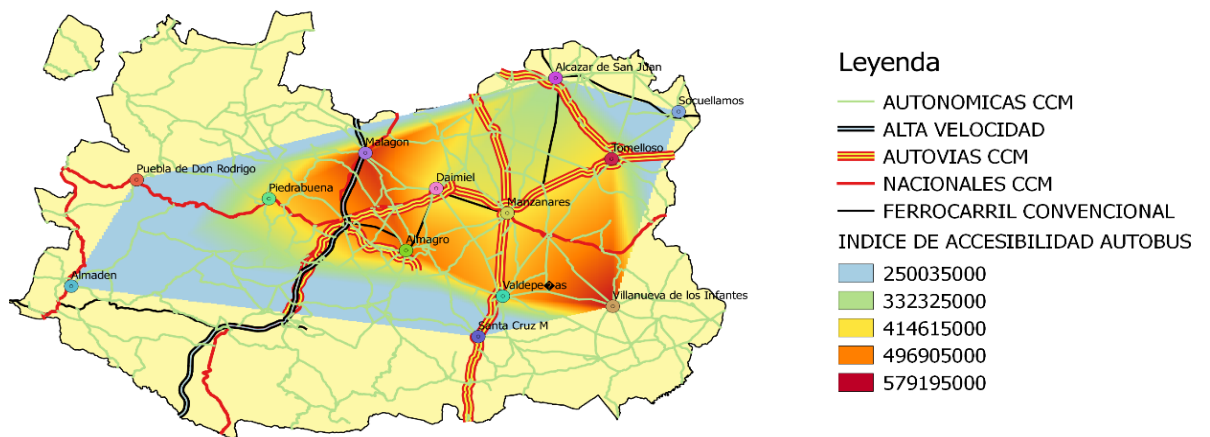 Alcazar de San Juan
Socuellamos
Malagon
Tomelloso
Puebla de Don Rodrigo
Piedrabuena
Daimiel
Manzanares
Almagro
Almaden
Valdepe�as
Villanueva de los Infantes
Santa Cruz M
Leyenda
AUTONOMICAS CCM
ALTA VELOCIDAD
AUTOVIAS CCM
NACIONALES CCM
FERROCARRIL CONVENCIONAL
INDICE DE ACCESIBILIDAD AUTOBUS
250035000
332325000
414615000
496905000
579195000